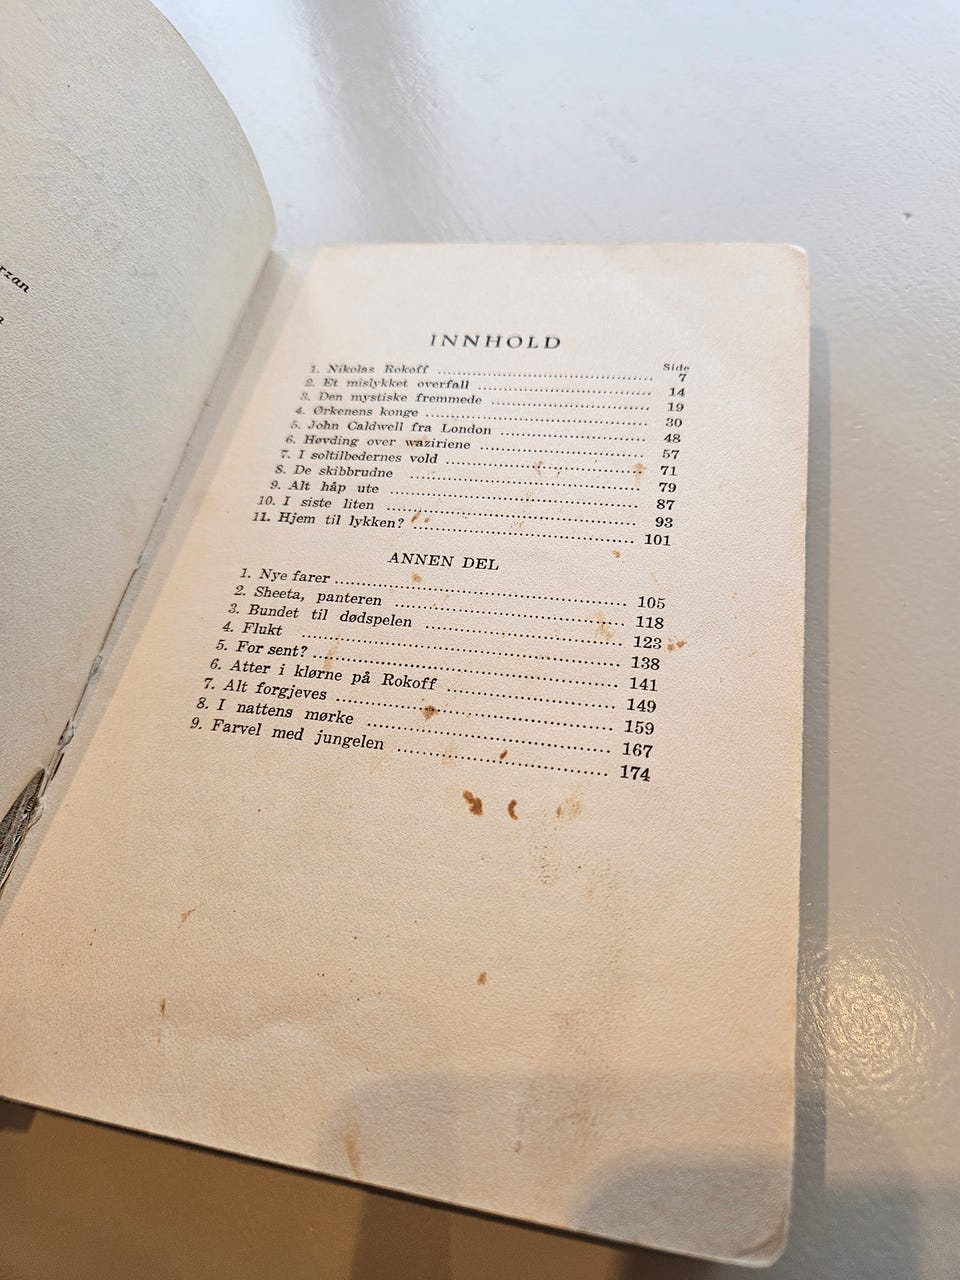 rzan
INNHOLD
Side
1. Nikolas Rokoff ........ 7
2. Et mislykket overfall ........ 14
3. Den mystiske fremmede ........ 19
4. Ørkenens konge ........ 30
5. John Caldwell fra London ........ 48
6. Høvding over waziriene ........ 57
7. I soltilbedernes vold ........ 71
8. De skibbrudne ........ 79
9. Alt håp ute ........ 87
10. I siste liten ........ 93
11. Hjem til lykken? ........ 101
ANNEN DEL
1. Nye farer ........ 105
2. Sheeta, panteren ........ 118
3. Bundet til dødspelen ........ 123
4. Flukt ........ 138
5. For sent? ........ 141
6. Atter i klørne på Rokoff ........ 149
7. Alt forgjeves ........ 159
8. I nattens mørke ........ 167
9. Farvel med jungelen ........ 174